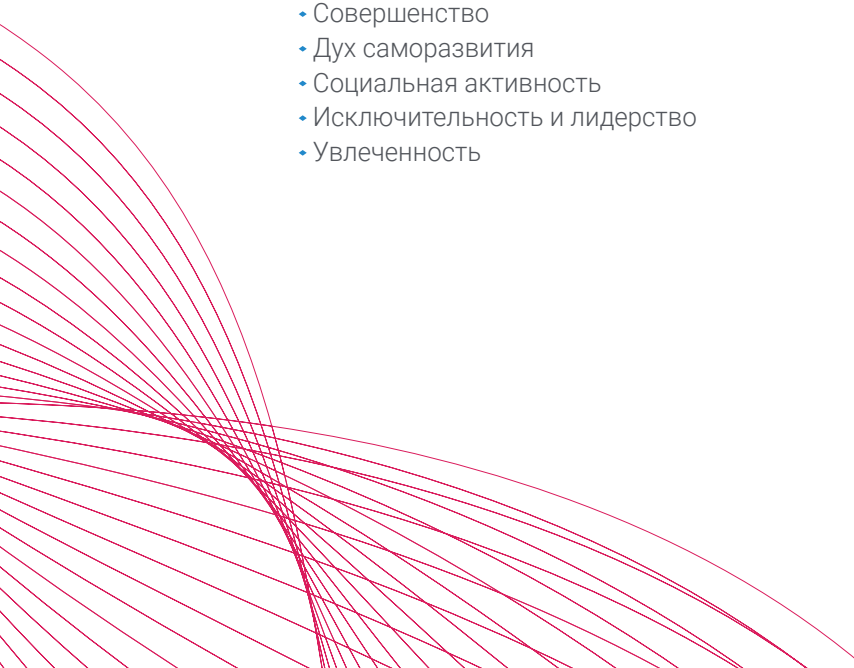 • Совершенство
• Дух саморазвития
• Социальная активность
• Исключительность и лидерство
• Увлеченность